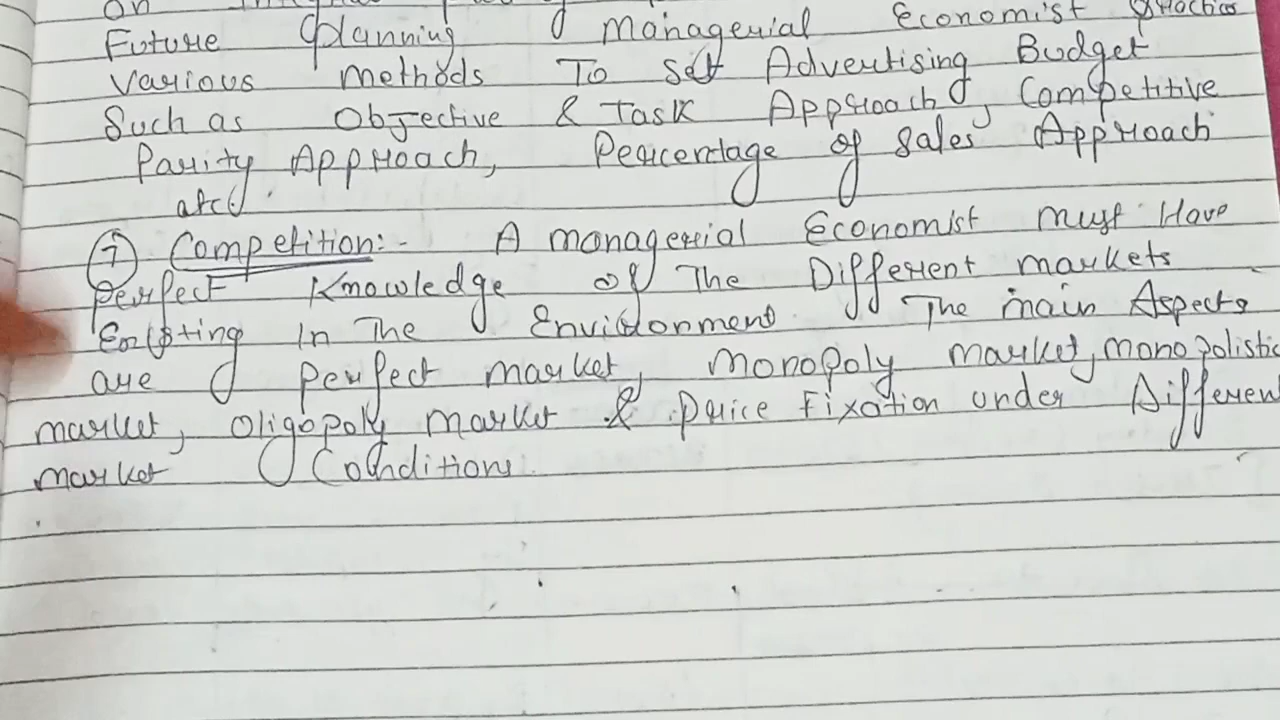 on
Future planning of Managerial Economist practice
Various methods To set Advertising Budget
Such as Objective & Task Approach, Competitive
Parity Approach, Percentage of sales Approach
etc.
⑦ Competition:- A managerial Economist must Have
perfect Knowledge of The Different markets
Existing In The Environment. The main Aspects
are perfect market, Monopoly market, monopolistic
market, Oligopoly market & price Fixation under Differen
market Conditions.